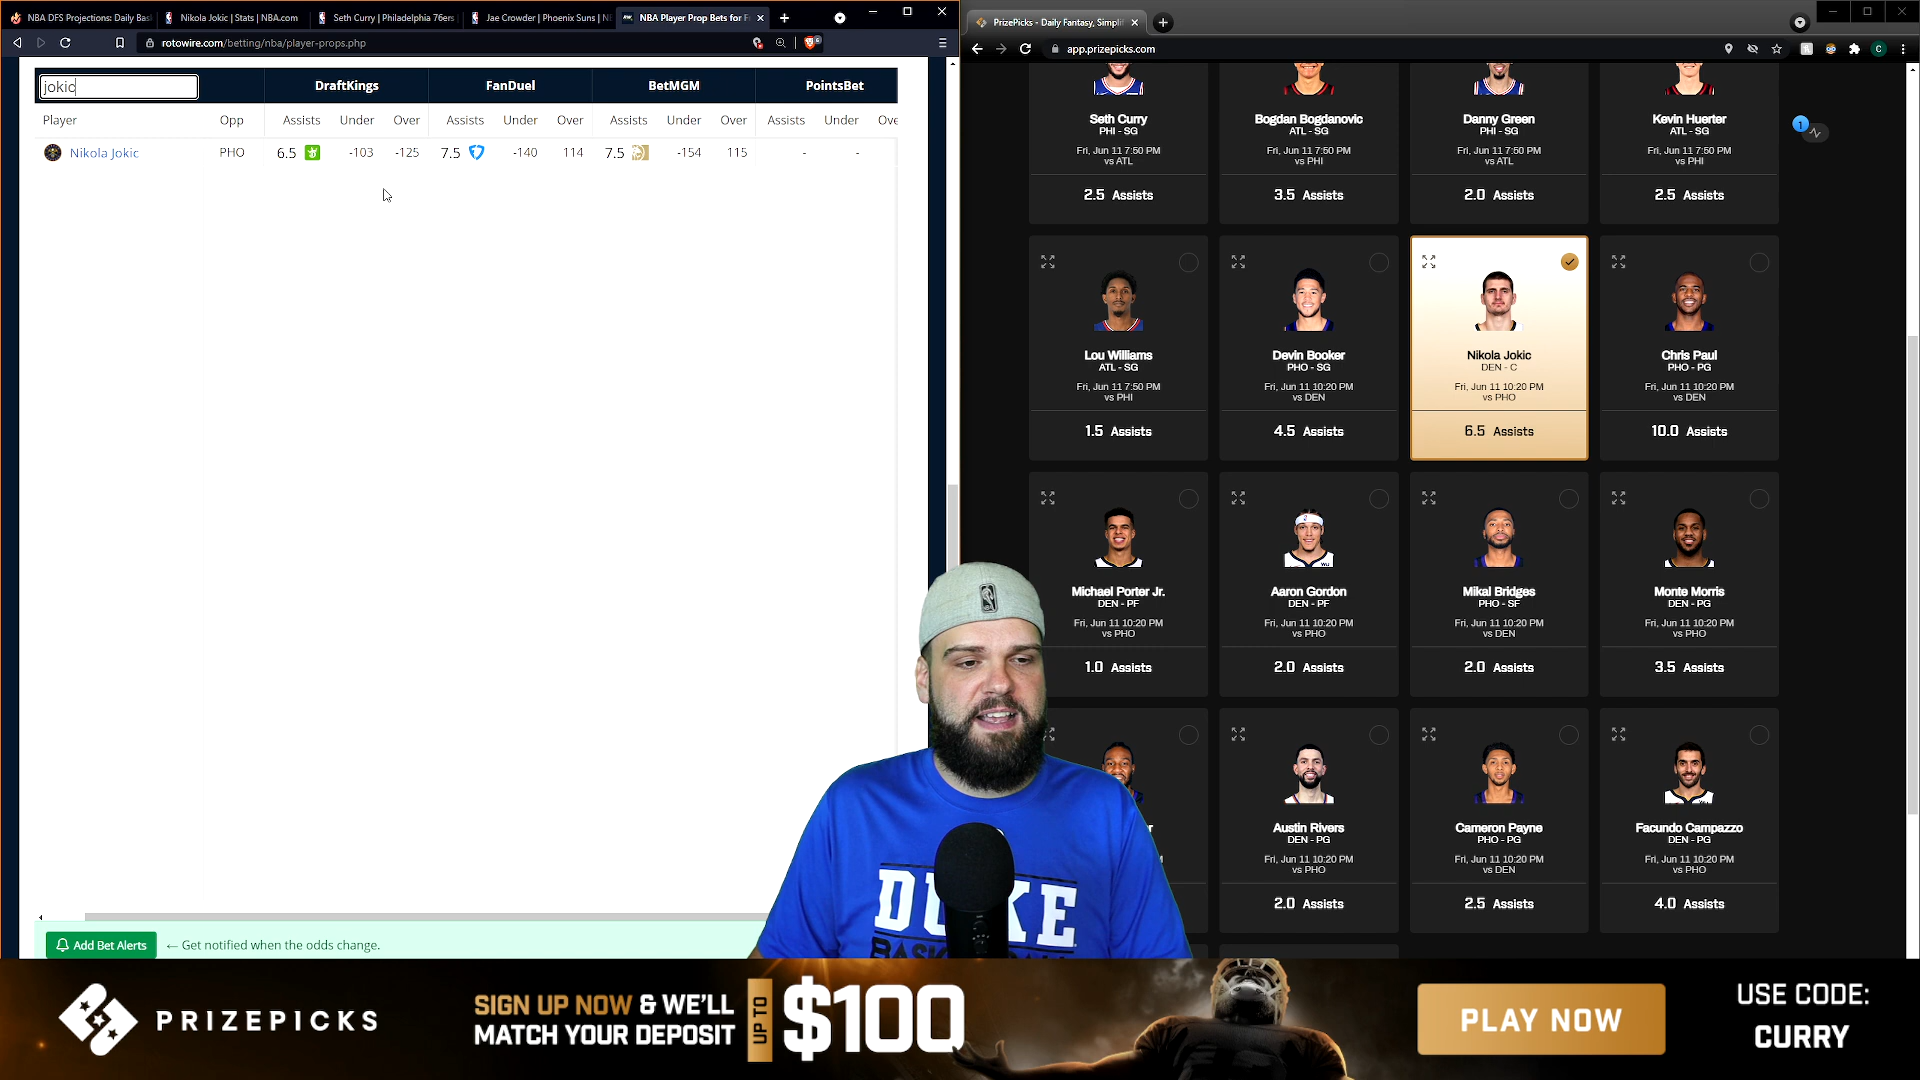 NBA DFS Projections: Daily Bas
Nikola Jokic | Stats | NBA.com
Seth Curry | Philadelphia 76ers
Jae Crowder | Phoenix Suns | N
NBA Player Prop Bets for F
rotowire.com/betting/nba/player-props.php
jokic
DraftKings
FanDuel
BetMGM
PointsBet
Player Opp Assists Under Over Assists Under Over Assists Under Over Assists Under Ove
Nikola Jokic PHO 6.5 -103 -125 7.5 -140 114 7.5 -154 115 - -
Add Bet Alerts
← Get notified when the odds change.
PrizePicks - Daily Fantasy, Simpli
app.prizepicks.com
C
1
Seth Curry
PHI - SG
Fri, Jun 11 7:50 PM
vs ATL
2.5 Assists
Bogdan Bogdanovic
ATL - SG
Fri, Jun 11 7:50 PM
vs PHI
3.5 Assists
Danny Green
PHI - SG
Fri, Jun 11 7:50 PM
vs ATL
2.0 Assists
Kevin Huerter
ATL - SG
Fri, Jun 11 7:50 PM
vs PHI
2.5 Assists
Lou Williams
ATL - SG
Fri, Jun 11 7:50 PM
vs PHI
1.5 Assists
Devin Booker
PHO - SG
Fri, Jun 11 10:20 PM
vs DEN
4.5 Assists
Nikola Jokic
DEN - C
Fri, Jun 11 10:20 PM
vs PHO
6.5 Assists
Chris Paul
PHO - PG
Fri, Jun 11 10:20 PM
vs DEN
10.0 Assists
Michael Porter Jr.
DEN - PF
Fri, Jun 11 10:20 PM
vs PHO
1.0 Assists
Aaron Gordon
DEN - PF
Fri, Jun 11 10:20 PM
vs PHO
2.0 Assists
Mikal Bridges
PHO - SF
Fri, Jun 11 10:20 PM
vs DEN
2.0 Assists
Monte Morris
DEN - PG
Fri, Jun 11 10:20 PM
vs PHO
3.5 Assists
Austin Rivers
DEN - PG
Fri, Jun 11 10:20 PM
vs PHO
2.0 Assists
Cameron Payne
PHO - PG
Fri, Jun 11 10:20 PM
vs DEN
2.5 Assists
Facundo Campazzo
DEN - PG
Fri, Jun 11 10:20 PM
vs PHO
4.0 Assists
DUKE
PRIZEPICKS
SIGN UP NOW & WE'LL
MATCH YOUR DEPOSIT
UP TO
$100
PLAY NOW
USE CODE:
CURRY